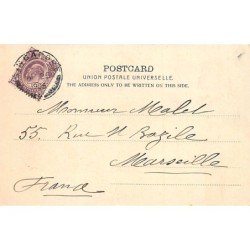 POSTCARD
UNION POSTALE UNIVERSELLE.
THE ADDRESS ONLY TO BE WRITTEN ON THIS SIDE.
Monsieur Malet
55. Rue St Bazile
Marseille
France